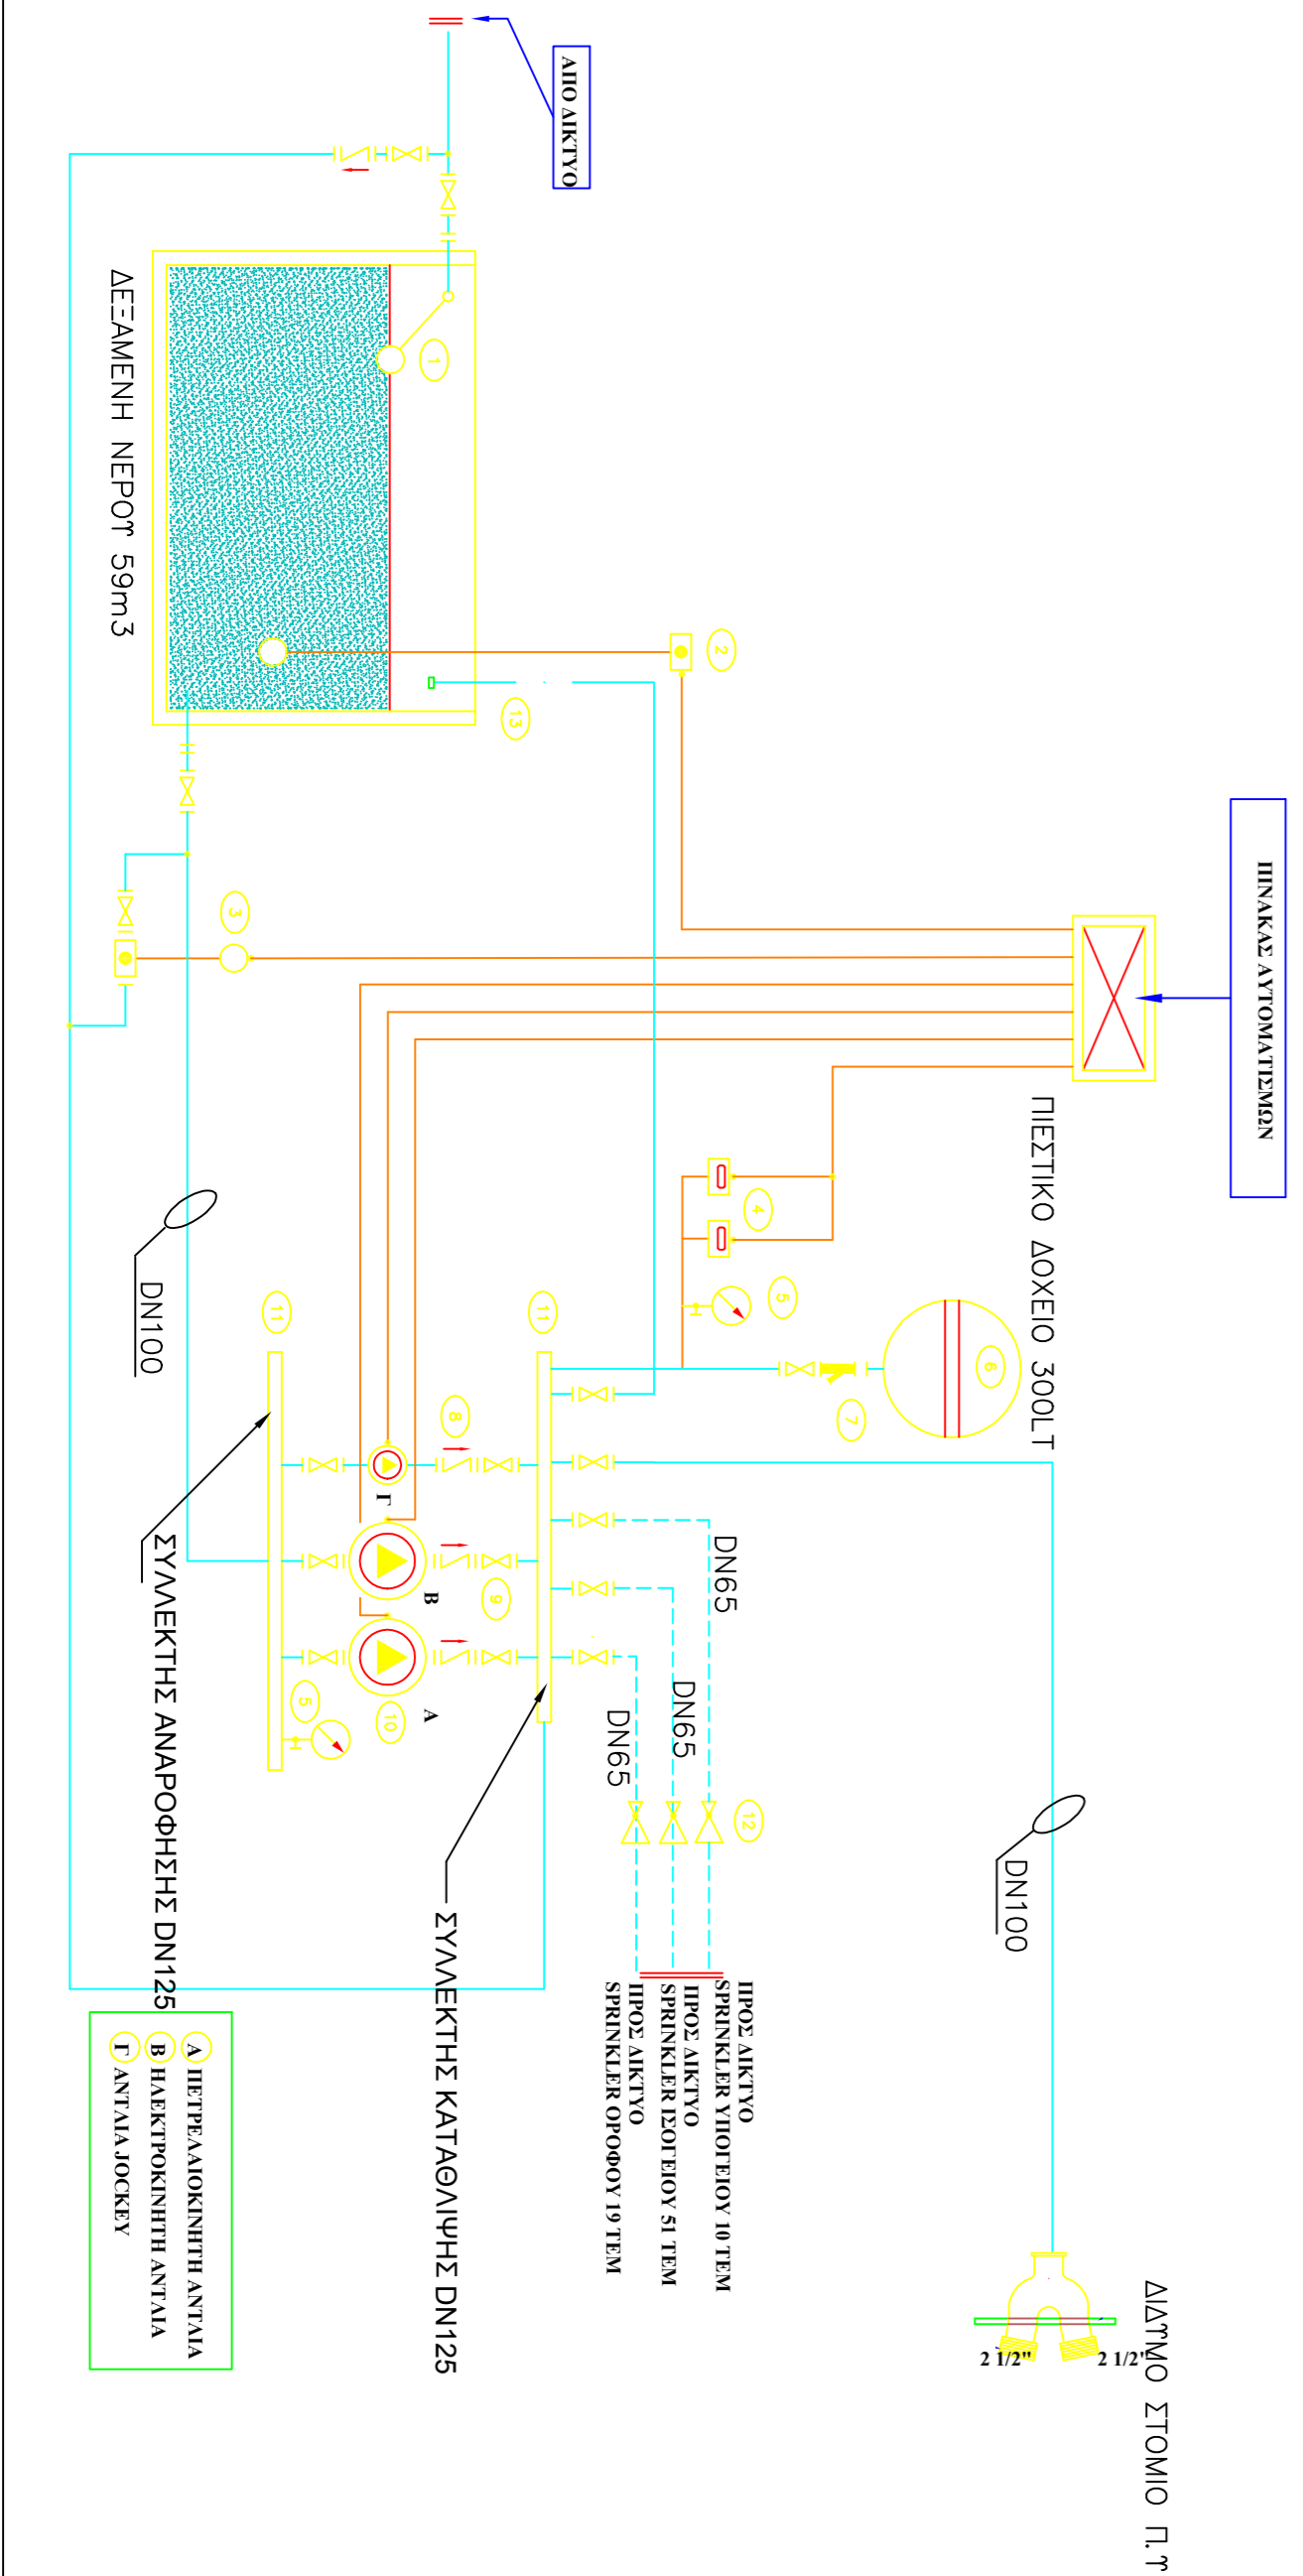 ΠΙΝΑΚΑΣ ΑΥΤΟΜΑΤΙΣΜΩΝ
ΔΙΔΥΜΟ ΣΤΟΜΙΟ Π.Υ
2 1/2"
2 1/2"
ΠΙΕΣΤΙΚΟ ΔΟΧΕΙΟ 300LT
DN100
6
7
5
4
2
12
DN65
DN65
DN65
ΠΡΟΣ ΔΙΚΤΥΟ
SPRINKLER ΥΠΟΓΕΙΟΥ 10 ΤΕΜ
ΠΡΟΣ ΔΙΚΤΥΟ
SPRINKLER ΙΣΟΓΕΙΟΥ 51 ΤΕΜ
ΠΡΟΣ ΔΙΚΤΥΟ
SPRINKLER ΟΡΟΦΟΥ 19 ΤΕΜ
ΑΠΟ ΔΙΚΤΥΟ
13
11
1
8
9
Γ
Β
Α
10
ΣΥΛΛΕΚΤΗΣ ΚΑΤΑΘΛΙΨΗΣ DN125
5
11
3
ΔΕΞΑΜΕΝΗ ΝΕΡΟΥ 59m3
DN100
ΣΥΛΛΕΚΤΗΣ ΑΝΑΡΟΦΗΣΗΣ DN125
Α ΠΕΤΡΕΛΑΙΟΚΙΝΗΤΗ ΑΝΤΛΙΑ
Β ΗΛΕΚΤΡΟΚΙΝΗΤΗ ΑΝΤΛΙΑ
Γ ΑΝΤΛΙΑ JOCKEY